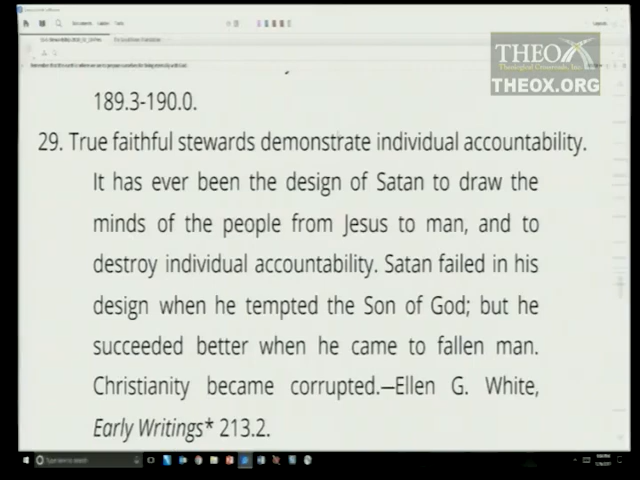 THEOX
Theological Crossroads, Inc.
THEOX.ORG
189.3-190.0.
29. True faithful stewards demonstrate individual accountability.
It has ever been the design of Satan to draw the
minds of the people from Jesus to man, and to
destroy individual accountability. Satan failed in his
design when he tempted the Son of God; but he
succeeded better when he came to fallen man.
Christianity became corrupted.—Ellen G. White,
Early Writings* 213.2.